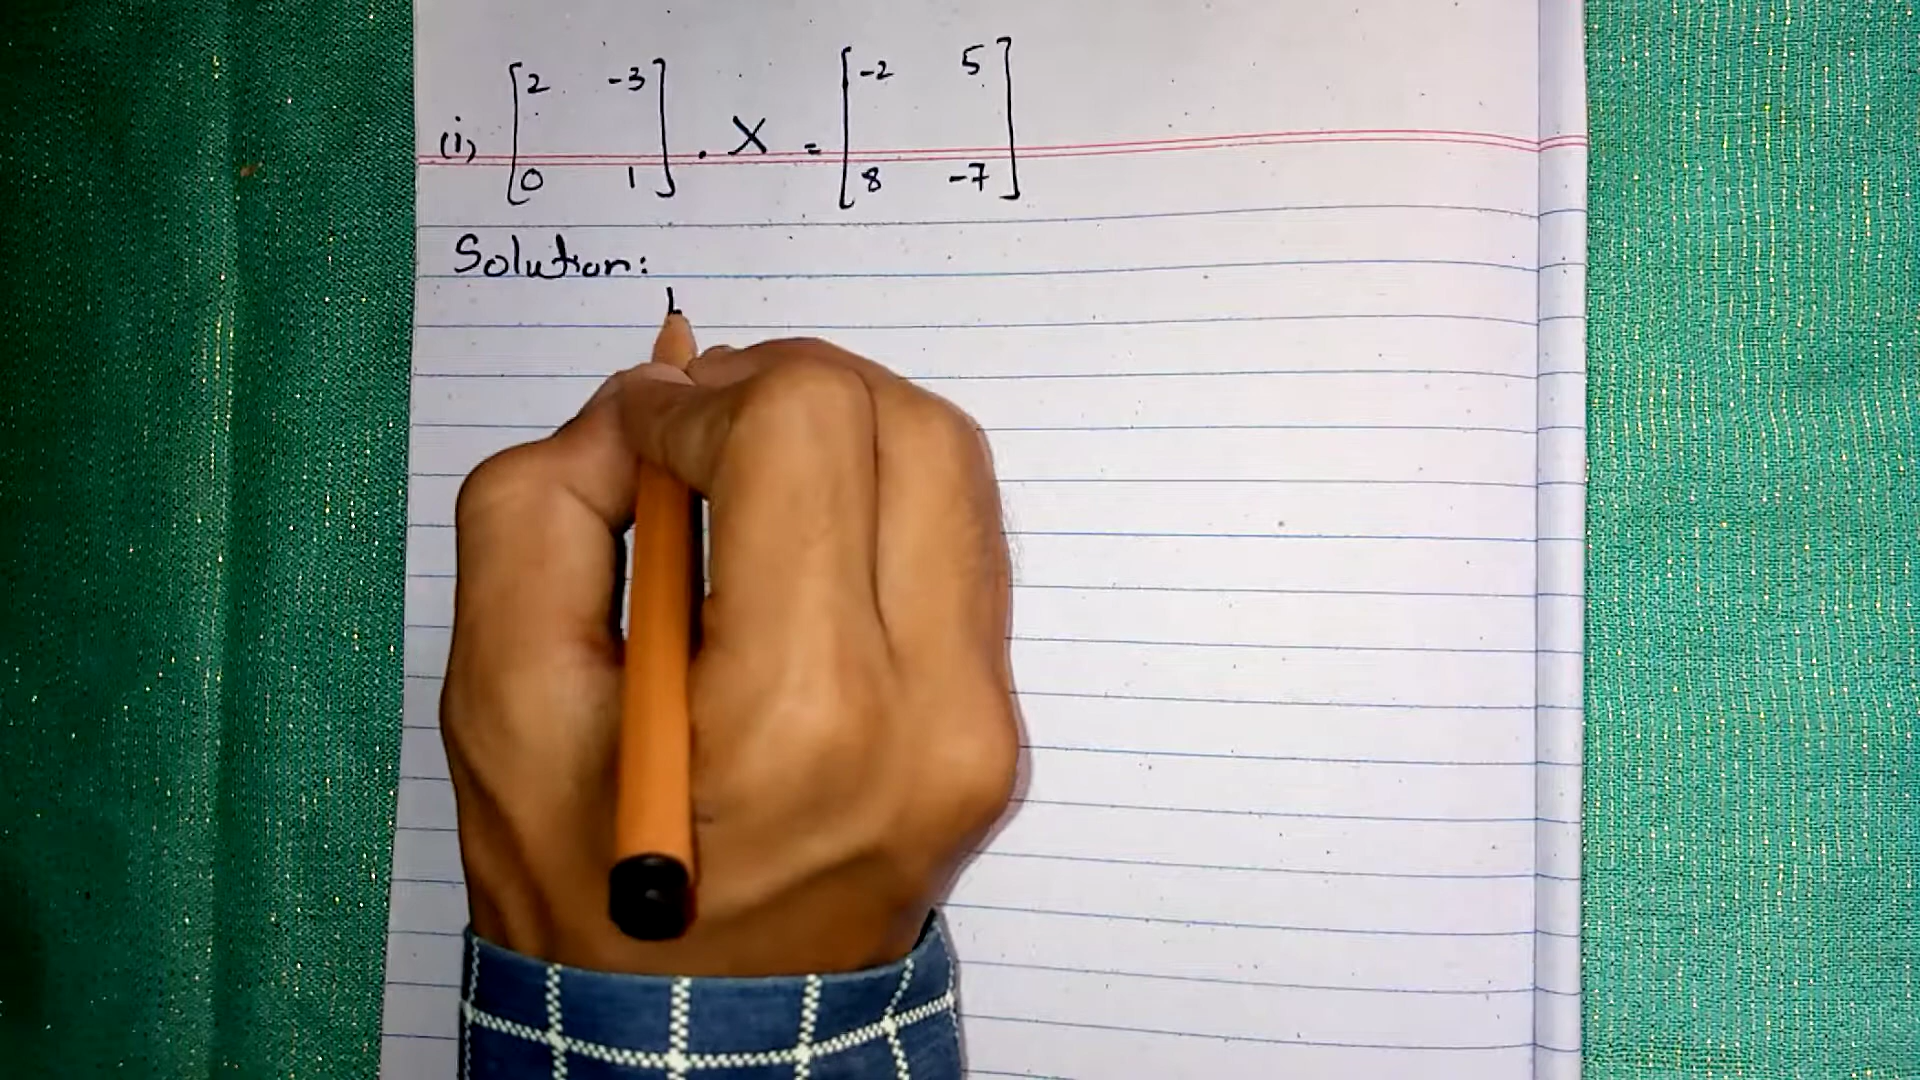 (i) [2 -3
0 1] . X = [-2 5
8 -7]
Solution: